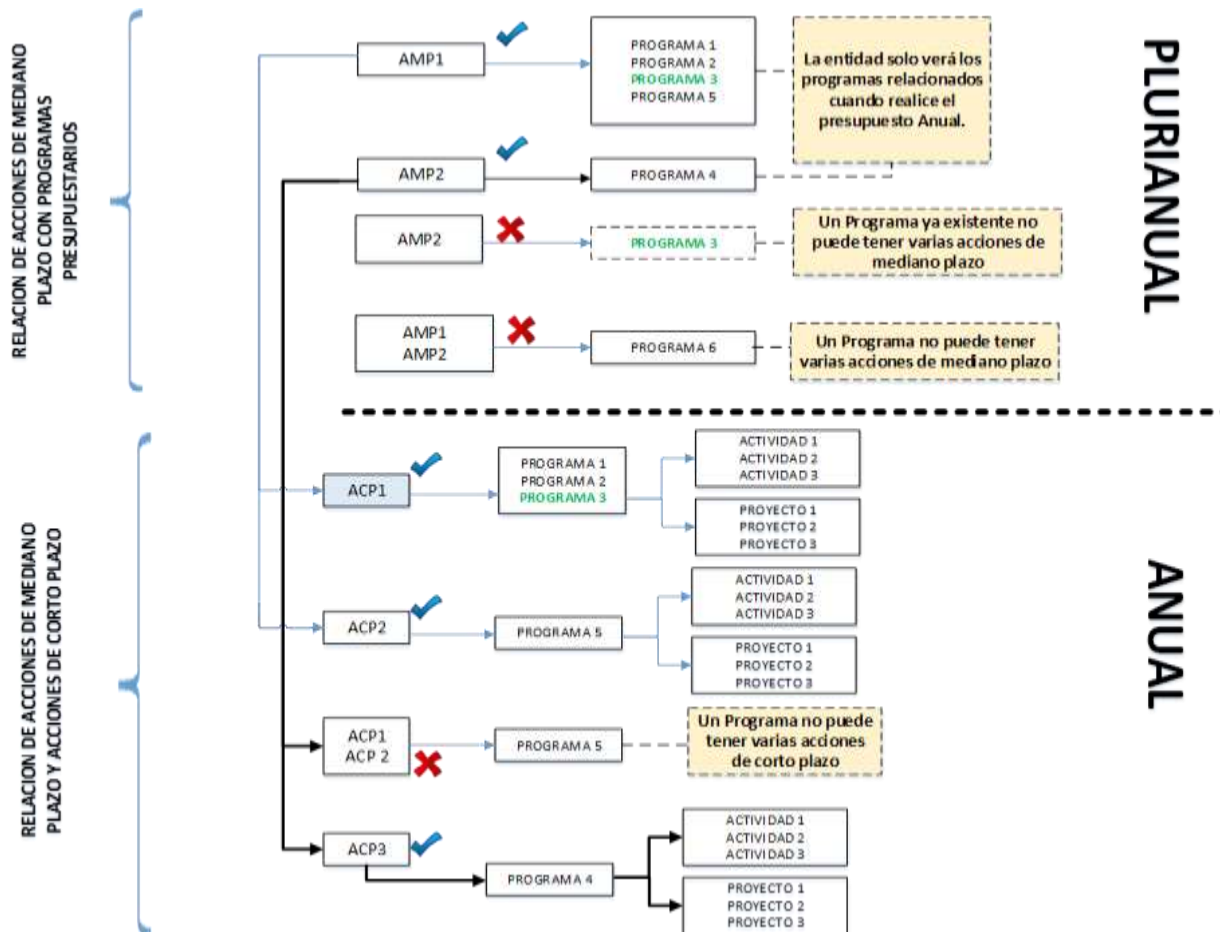 RELACION DE ACCIONES DE MEDIANO
PLAZO CON PROGRAMAS
PRESUPUESTARIOS
AMP1
PROGRAMA 1
PROGRAMA 2
PROGRAMA 3
PROGRAMA 5
La entidad solo verá los
programas relacionados
cuando realice el
presupuesto Anual.
AMP2
PROGRAMA 4
AMP2
PROGRAMA 3
Un Programa ya existente no
puede tener varias acciones de
mediano plazo
AMP1
AMP2
PROGRAMA 6
Un Programa no puede tener
varias acciones de mediano plazo
PLURIANUAL
RELACION DE ACCIONES DE MEDIANO
PLAZO Y ACCIONES DE CORTO PLAZO
ACP1
PROGRAMA 1
PROGRAMA 2
PROGRAMA 3
ACTIVIDAD 1
ACTIVIDAD 2
ACTIVIDAD 3
PROYECTO 1
PROYECTO 2
PROYECTO 3
ACP2
PROGRAMA 5
ACTIVIDAD 1
ACTIVIDAD 2
ACTIVIDAD 3
PROYECTO 1
PROYECTO 2
PROYECTO 3
ACP1
ACP 2
PROGRAMA 5
Un Programa no puede
tener varias acciones
de corto plazo
ACP3
PROGRAMA 4
ACTIVIDAD 1
ACTIVIDAD 2
ACTIVIDAD 3
PROYECTO 1
PROYECTO 2
PROYECTO 3
ANUAL